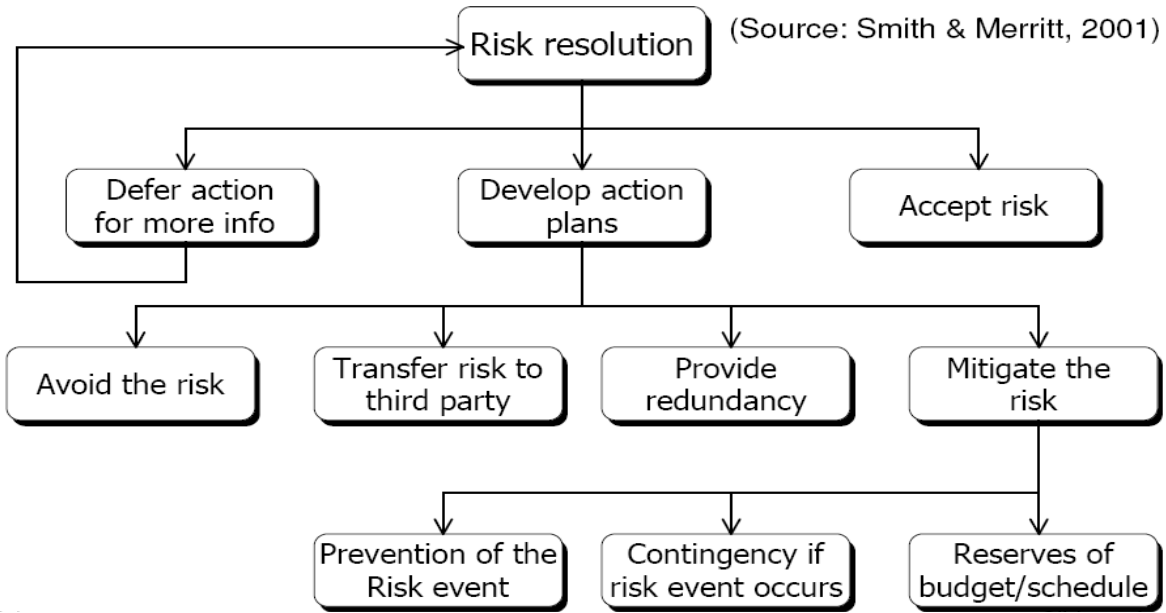 Risk resolution
(Source: Smith & Merritt, 2001)
Defer action
for more info
Develop action
plans
Accept risk
Avoid the risk
Transfer risk to
third party
Provide
redundancy
Mitigate the
risk
Prevention of the
Risk event
Contingency if
risk event occurs
Reserves of
budget/schedule